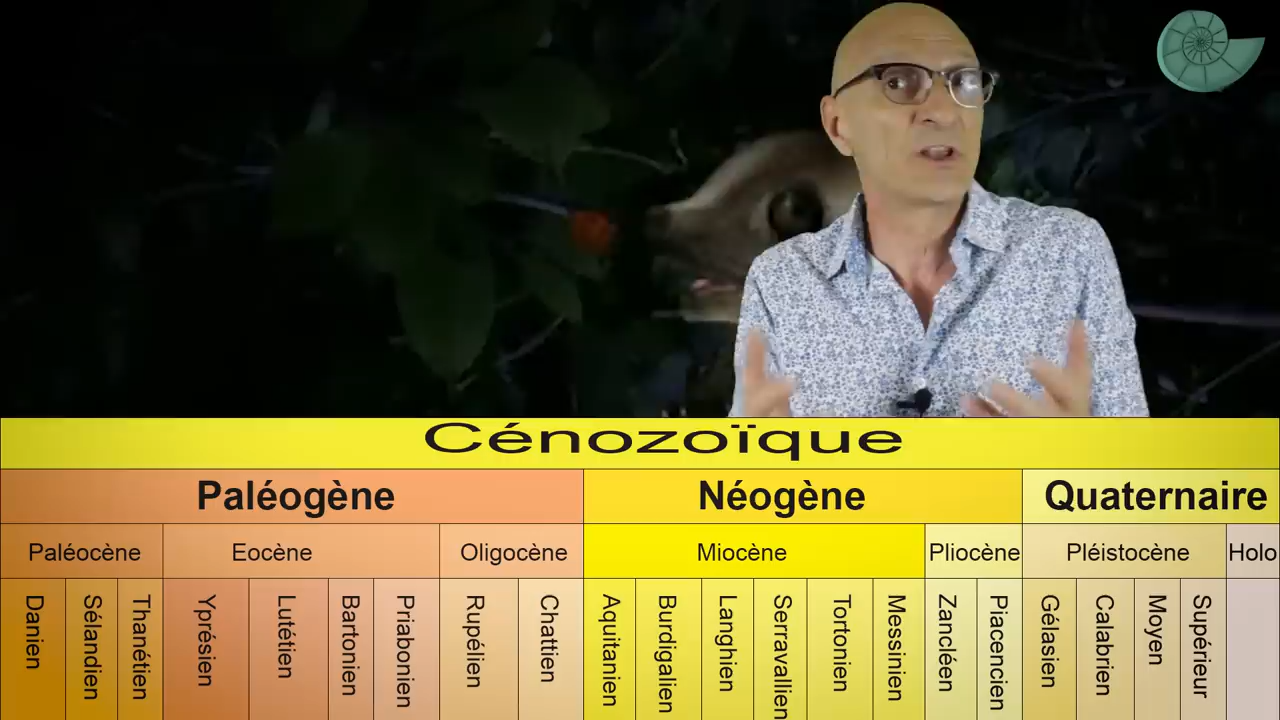 Cénozoïque
Paléogène Néogène Quaternaire
Paléocène Eocène Oligocène Miocène Pliocène Pléistocène Holo
Danien Sélandien Thanétien Yprésien Lutétien Bartonien Priabonien Rupélien Chattien Aquitanien Burdigalien Langhien Serravallien Tortonien Messinien Zancléen Piacencien Gélasien Calabrien Moyen Supérieur